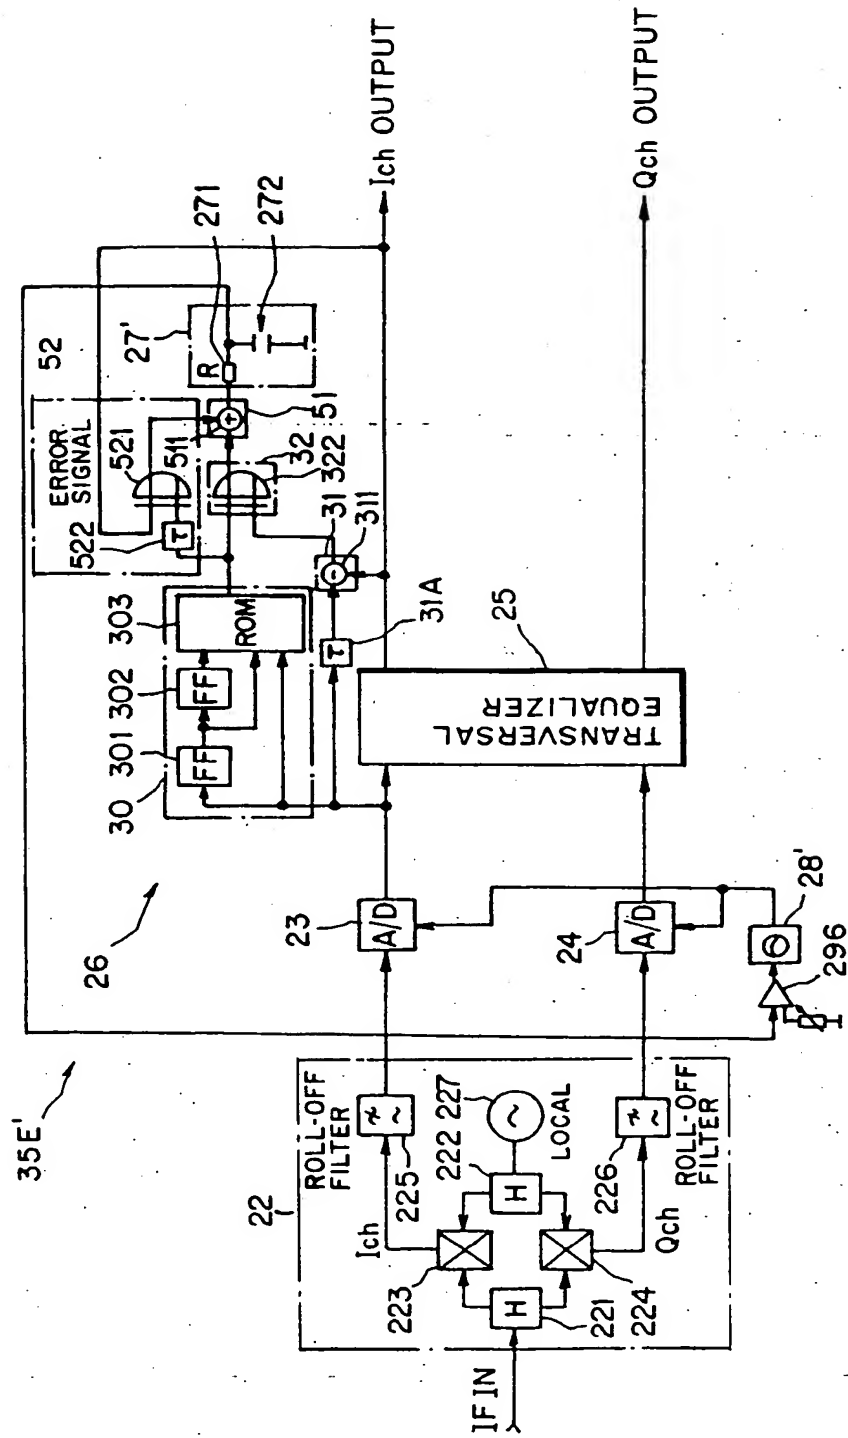 35E'
26
52
ERROR
SIGNAL
521
522
27'
R
271
272
511
+
51
32
322
31
-
311
τ
τ
31A
303
ROM
302
FF
301
FF
30
Ich OUTPUT
Qch OUTPUT
25
TRANSVERSAL
EQUALIZER
23
A/D
24
A/D
28'
296
22
ROLL-OFF
FILTER
225
Ich
222
227
~
LOCAL
H
223
224
221
H
226
ROLL-OFF
FILTER
Qch
IF IN